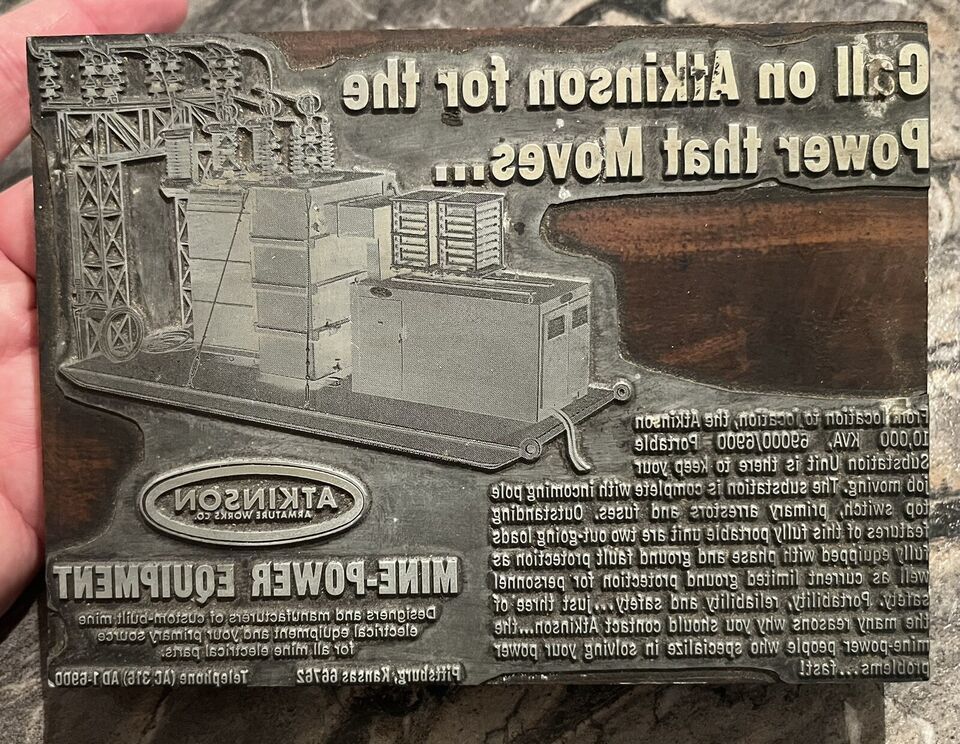 Call on Atkinson for the
Power that Moves...
From location to location, the Atkinson
10,000 KVA, 69000/6900 Portable
Substation Unit is there to keep your
job moving. The substation is complete with incoming pole
top switch, primary arrestors and fuses. Outstanding
features of this fully portable unit are two out-going loads
fully equipped with phase and ground fault protection as
well as current limited ground protection for personnel
safety. Portability, reliability and safety...just three of
the many reasons why you should contact Atkinson...the
mine-power people who specialize in solving your power
problems...fast!
ATKINSON
ARMATURE WORKS CO.
MINE-POWER EQUIPMENT
Designers and manufacturers of custom-built mine
electrical equipment and your primary source
for all mine electrical parts.
Pittsburg, Kansas 66762 Telephone (AC 316) AD 1-6900